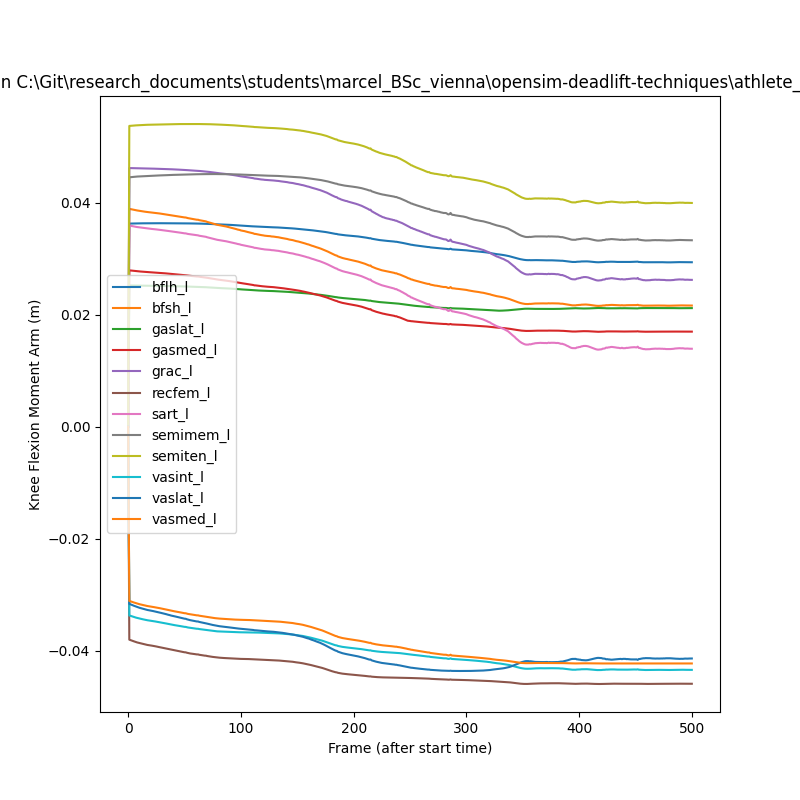 n C:\Git\research_documents\students\marcel_BSc_vienna\opensim-deadlift-techniques\athlete_
Knee Flexion Moment Arm (m)
0.04
0.02
0.00
−0.02
−0.04
bflh_l
bfsh_l
gaslat_l
gasmed_l
grac_l
recfem_l
sart_l
semimem_l
semiten_l
vasint_l
vaslat_l
vasmed_l
0 100 200 300 400 500
Frame (after start time)